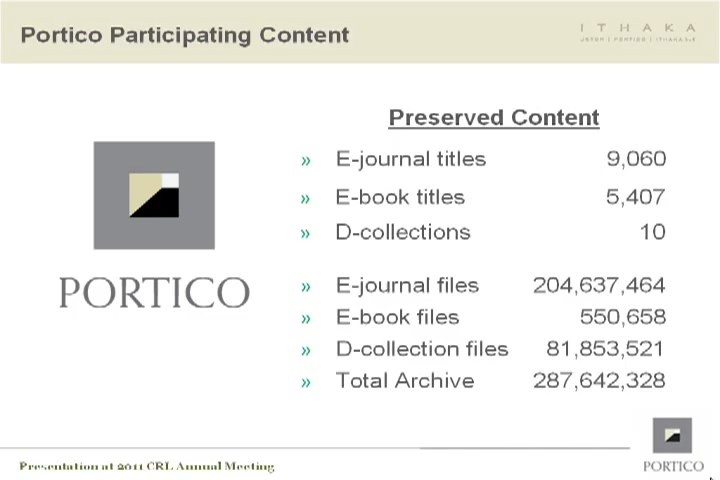 Portico Participating Content
ITHAKA
JSTOR | PORTICO | ITHAKA S+R
Preserved Content
» E-journal titles 9,060
» E-book titles 5,407
» D-collections 10
PORTICO
» E-journal files 204,637,464
» E-book files 550,658
» D-collection files 81,853,521
» Total Archive 287,642,328
Presentation at 2011 CRL Annual Meeting
PORTICO